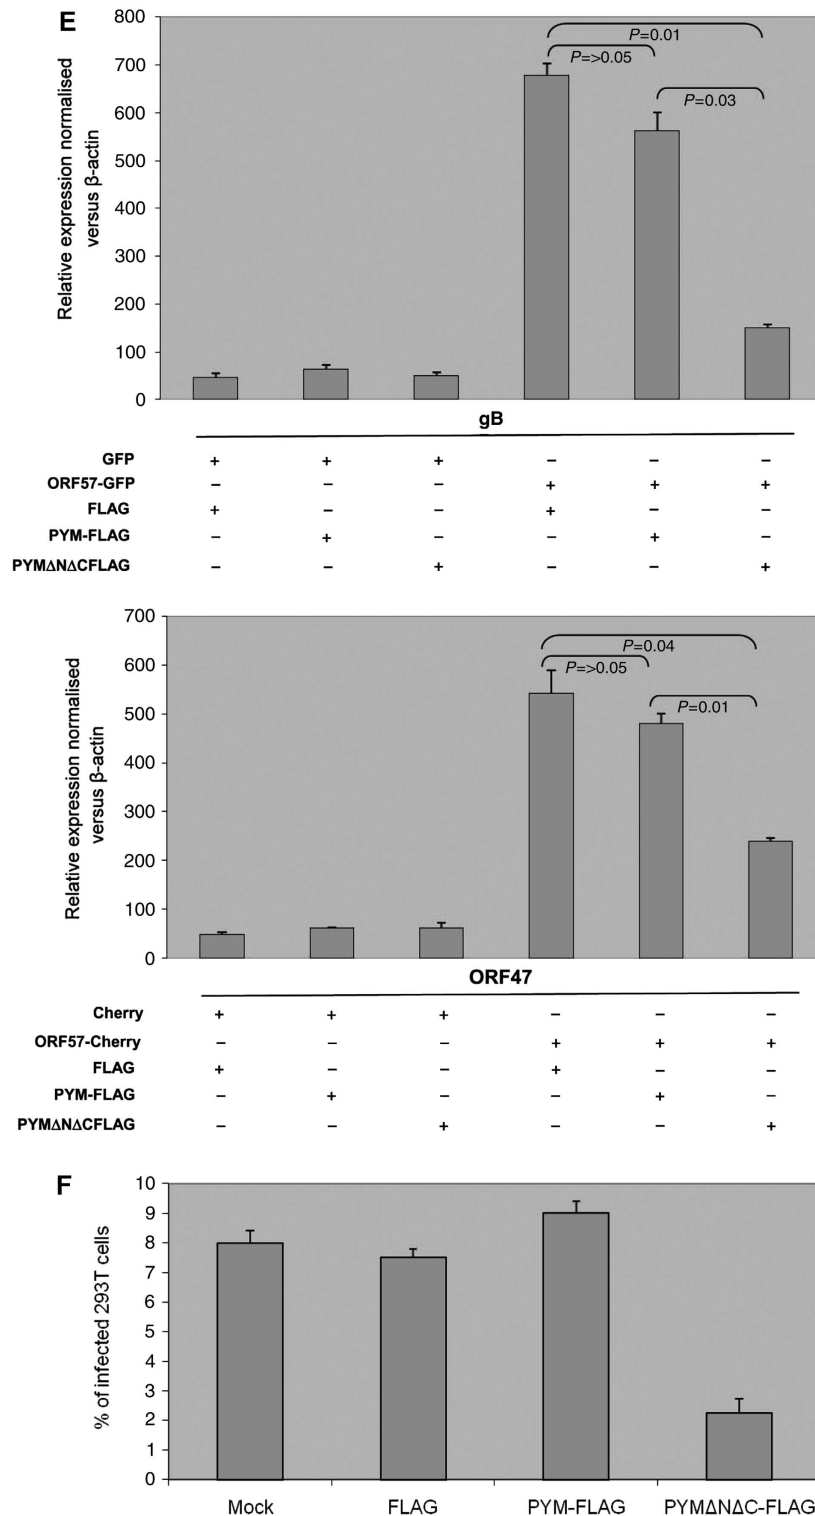 E
Relative expression normalised
versus β-actin
800
700
600
500
400
300
200
100
0
P=0.01
P=>0.05
P=0.03
gB
GFP + + + – – –
ORF57-GFP – – – + + +
FLAG + – – + – –
PYM-FLAG – + – – + –
PYMΔNΔCFLAG – – + – – +
Relative expression normalised
versus β-actin
700
600
500
400
300
200
100
0
P=0.04
P=>0.05
P=0.01
ORF47
Cherry + + + – – –
ORF57-Cherry – – – + + +
FLAG + – – + – –
PYM-FLAG – + – – + –
PYMΔNΔCFLAG – – + – – +
F
% of infected 293T cells
10
9
8
7
6
5
4
3
2
1
0
Mock FLAG PYM-FLAG PYMΔNΔC-FLAG